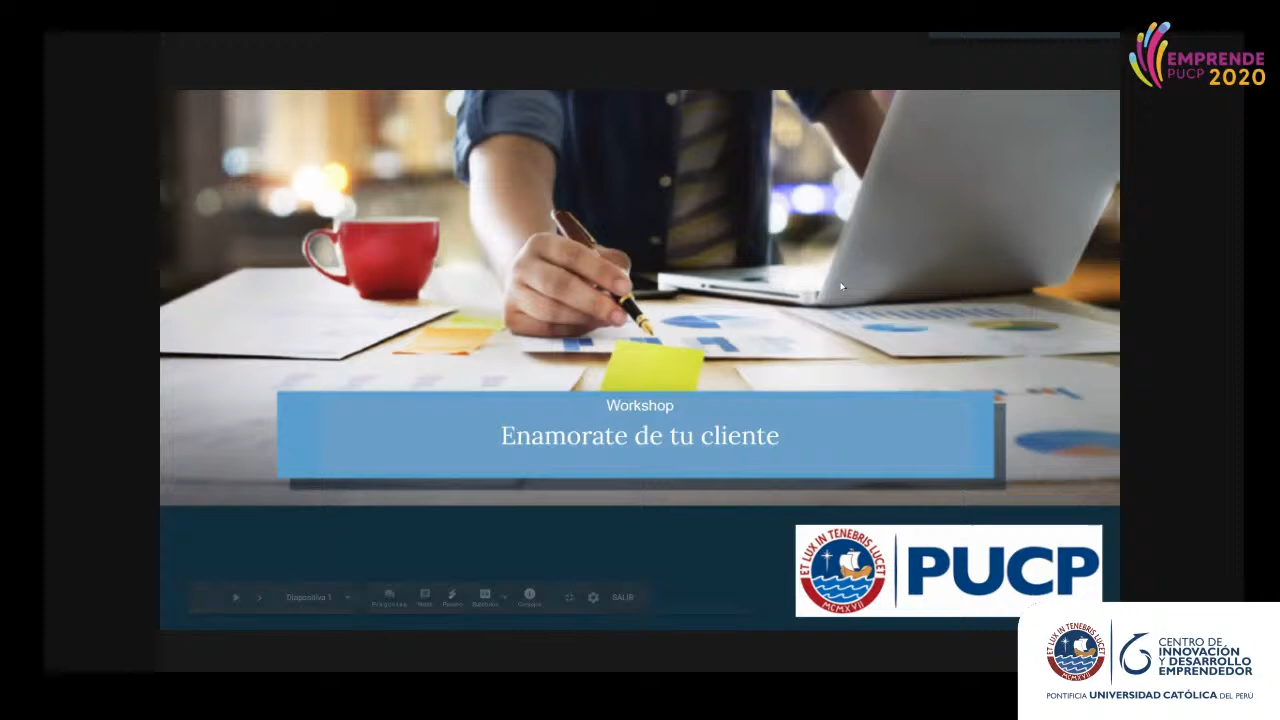 EMPRENDE
PUCP 2020
Workshop
Enamorate de tu cliente
ET LUX IN TENEBRIS LUCET
MCMXVII
PUCP
Diapositiva 1
SALIR
ET LUX IN TENEBRIS LUCET
MCMXVII
CENTRO DE
INNOVACIÓN
Y DESARROLLO
EMPRENDEDOR
PONTIFICIA UNIVERSIDAD CATÓLICA DEL PERÚ